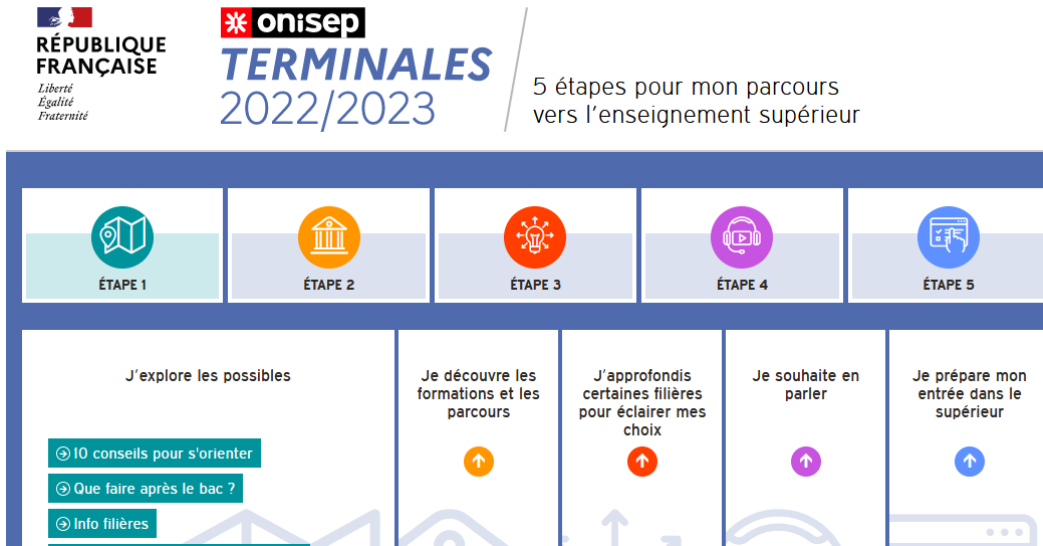 RÉPUBLIQUE
FRANÇAISE
Liberté
Égalité
Fraternité
onisep
TERMINALES
2022/2023
5 étapes pour mon parcours
vers l'enseignement supérieur
ÉTAPE 1
ÉTAPE 2
ÉTAPE 3
ÉTAPE 4
ÉTAPE 5
J'explore les possibles
10 conseils pour s'orienter
Que faire après le bac ?
Info filières
Je découvre les
formations et les
parcours
J'approfondis
certaines filières
pour éclairer mes
choix
Je souhaite en
parler
Je prépare mon
entrée dans le
supérieur